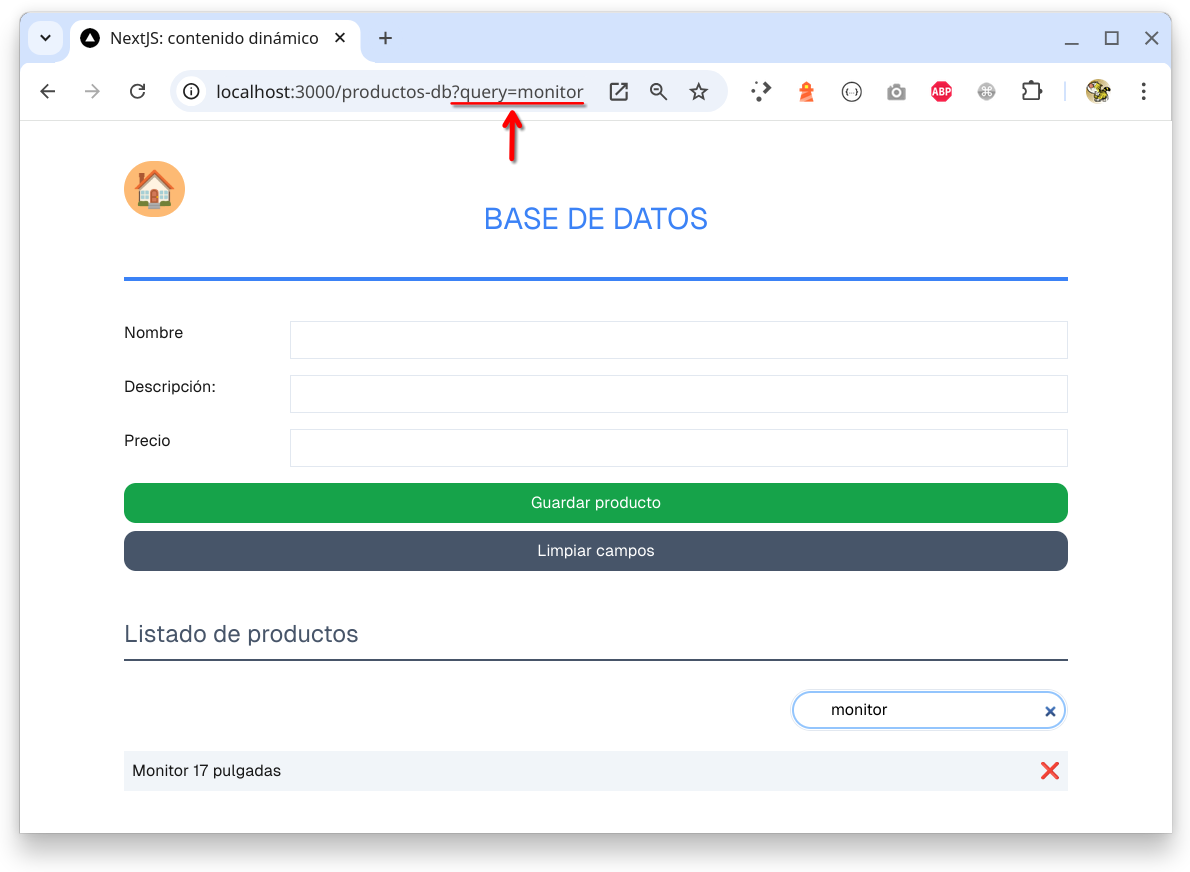 NextJS: contenido dinámico
localhost:3000/productos-db?query=monitor
ABP
BASE DE DATOS
Nombre
Descripción:
Precio
Guardar producto
Limpiar campos
Listado de productos
monitor
Monitor 17 pulgadas